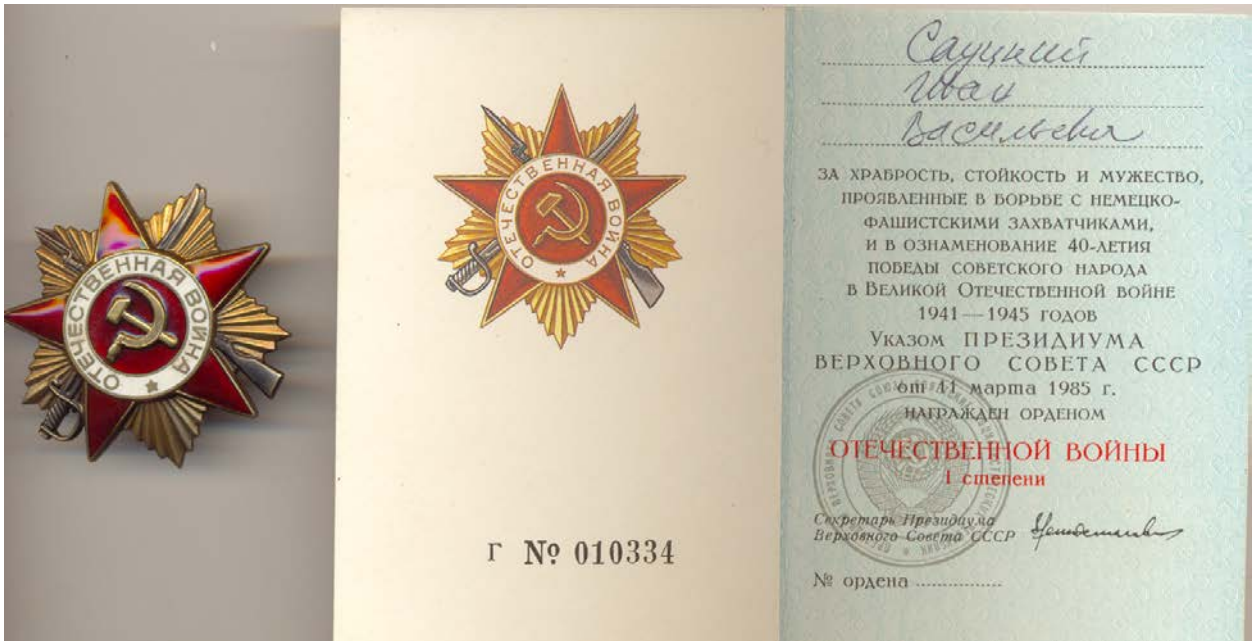 ОТЕЧЕСТВЕННАЯ ВОЙНА
ОТЕЧЕСТВЕННАЯ ВОЙНА
Г № 010334
Сауцкий
Иван
Васильевич
ЗА ХРАБРОСТЬ, СТОЙКОСТЬ И МУЖЕСТВО,
ПРОЯВЛЕННЫЕ В БОРЬБЕ С НЕМЕЦКО-
ФАШИСТСКИМИ ЗАХВАТЧИКАМИ,
И В ОЗНАМЕНОВАНИЕ 40-ЛЕТИЯ
ПОБЕДЫ СОВЕТСКОГО НАРОДА
В ВЕЛИКОЙ ОТЕЧЕСТВЕННОЙ ВОЙНЕ
1941—1945 ГОДОВ
УКАЗОМ ПРЕЗИДИУМА
ВЕРХОВНОГО СОВЕТА СССР
от 11 марта 1985 г.
НАГРАЖДЕН ОРДЕНОМ
ОТЕЧЕСТВЕННОЙ ВОЙНЫ
I степени
Секретарь Президиума
Верховного Совета СССР
№ ордена